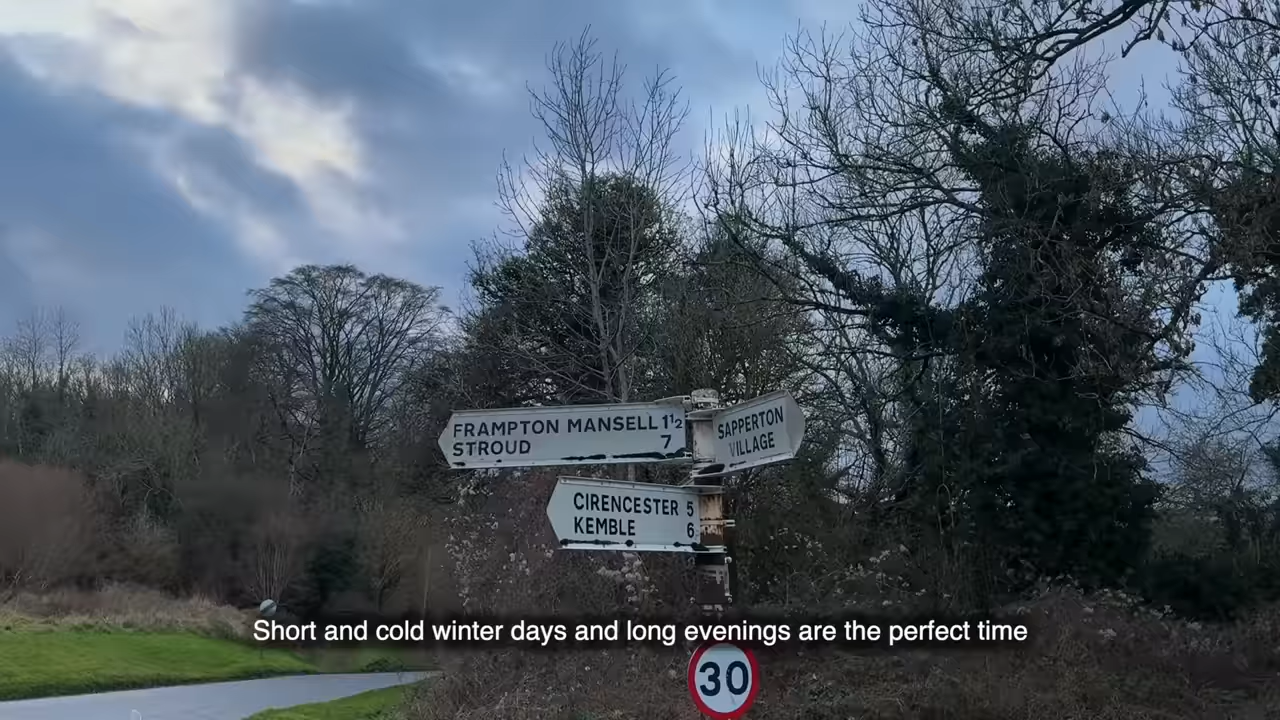 FRAMPTON MANSELL 1½
STROUD 7
SAPPERTON
VILLAGE
CIRENCESTER 5
KEMBLE 6
Short and cold winter days and long evenings are the perfect time
30